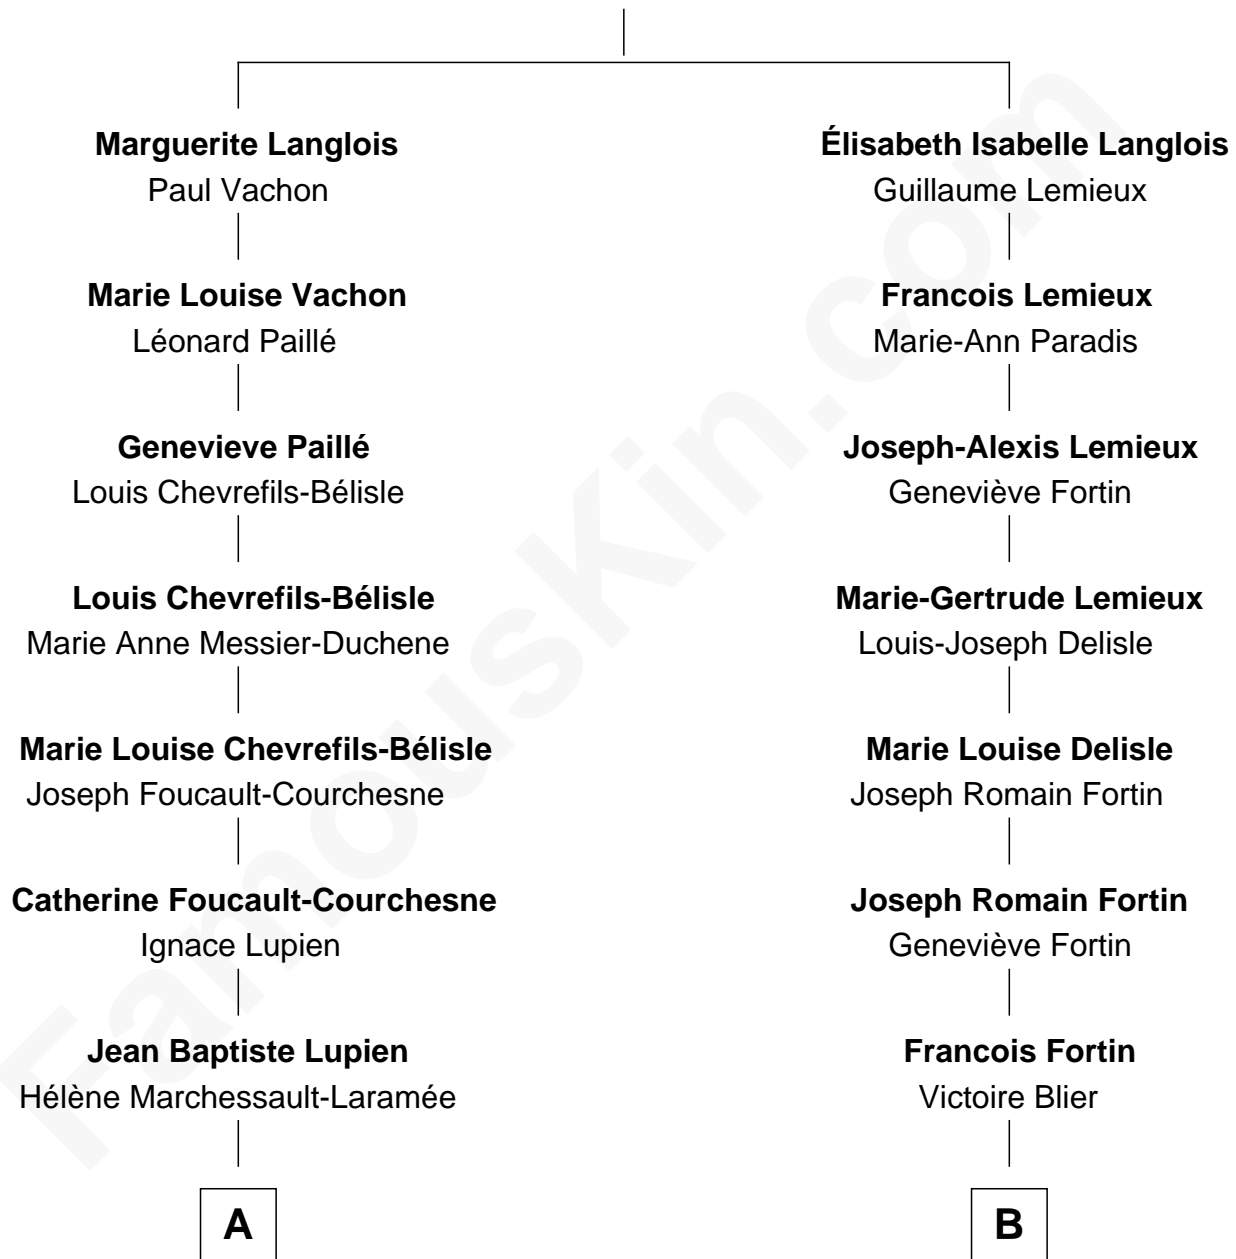 Marguerite Langlois
Paul Vachon
Marie Louise Vachon
Léonard Paillé
Genevieve Paillé
Louis Chevrefils-Bélisle
Louis Chevrefils-Bélisle
Marie Anne Messier-Duchene
Marie Louise Chevrefils-Bélisle
Joseph Foucault-Courchesne
Catherine Foucault-Courchesne
Ignace Lupien
Jean Baptiste Lupien
Hélène Marchessault-Laramée
A
Élisabeth Isabelle Langlois
Guillaume Lemieux
Francois Lemieux
Marie-Ann Paradis
Joseph-Alexis Lemieux
Geneviève Fortin
Marie-Gertrude Lemieux
Louis-Joseph Delisle
Marie Louise Delisle
Joseph Romain Fortin
Joseph Romain Fortin
Geneviève Fortin
Francois Fortin
Victoire Blier
B
FamousKin.com